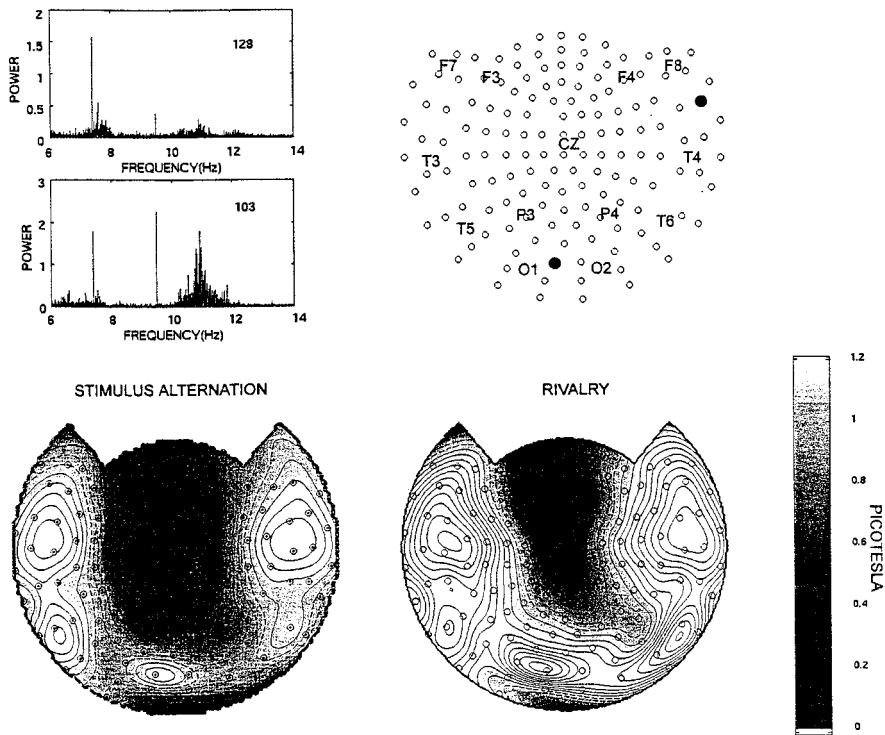 2
128
1.5
1
0.5
0
POWER
6 8 10 12 14
FREQUENCY(Hz)
3
103
2
1
0
POWER
6 8 10 12 14
FREQUENCY(Hz)
F7 F3 F4 F8
CZ
T3 T4
T5 P3 P4 T6
O1 O2
STIMULUS ALTERNATION
RIVALRY
1.2
1
0.8
0.6
0.4
0.2
0
PICOTESLA